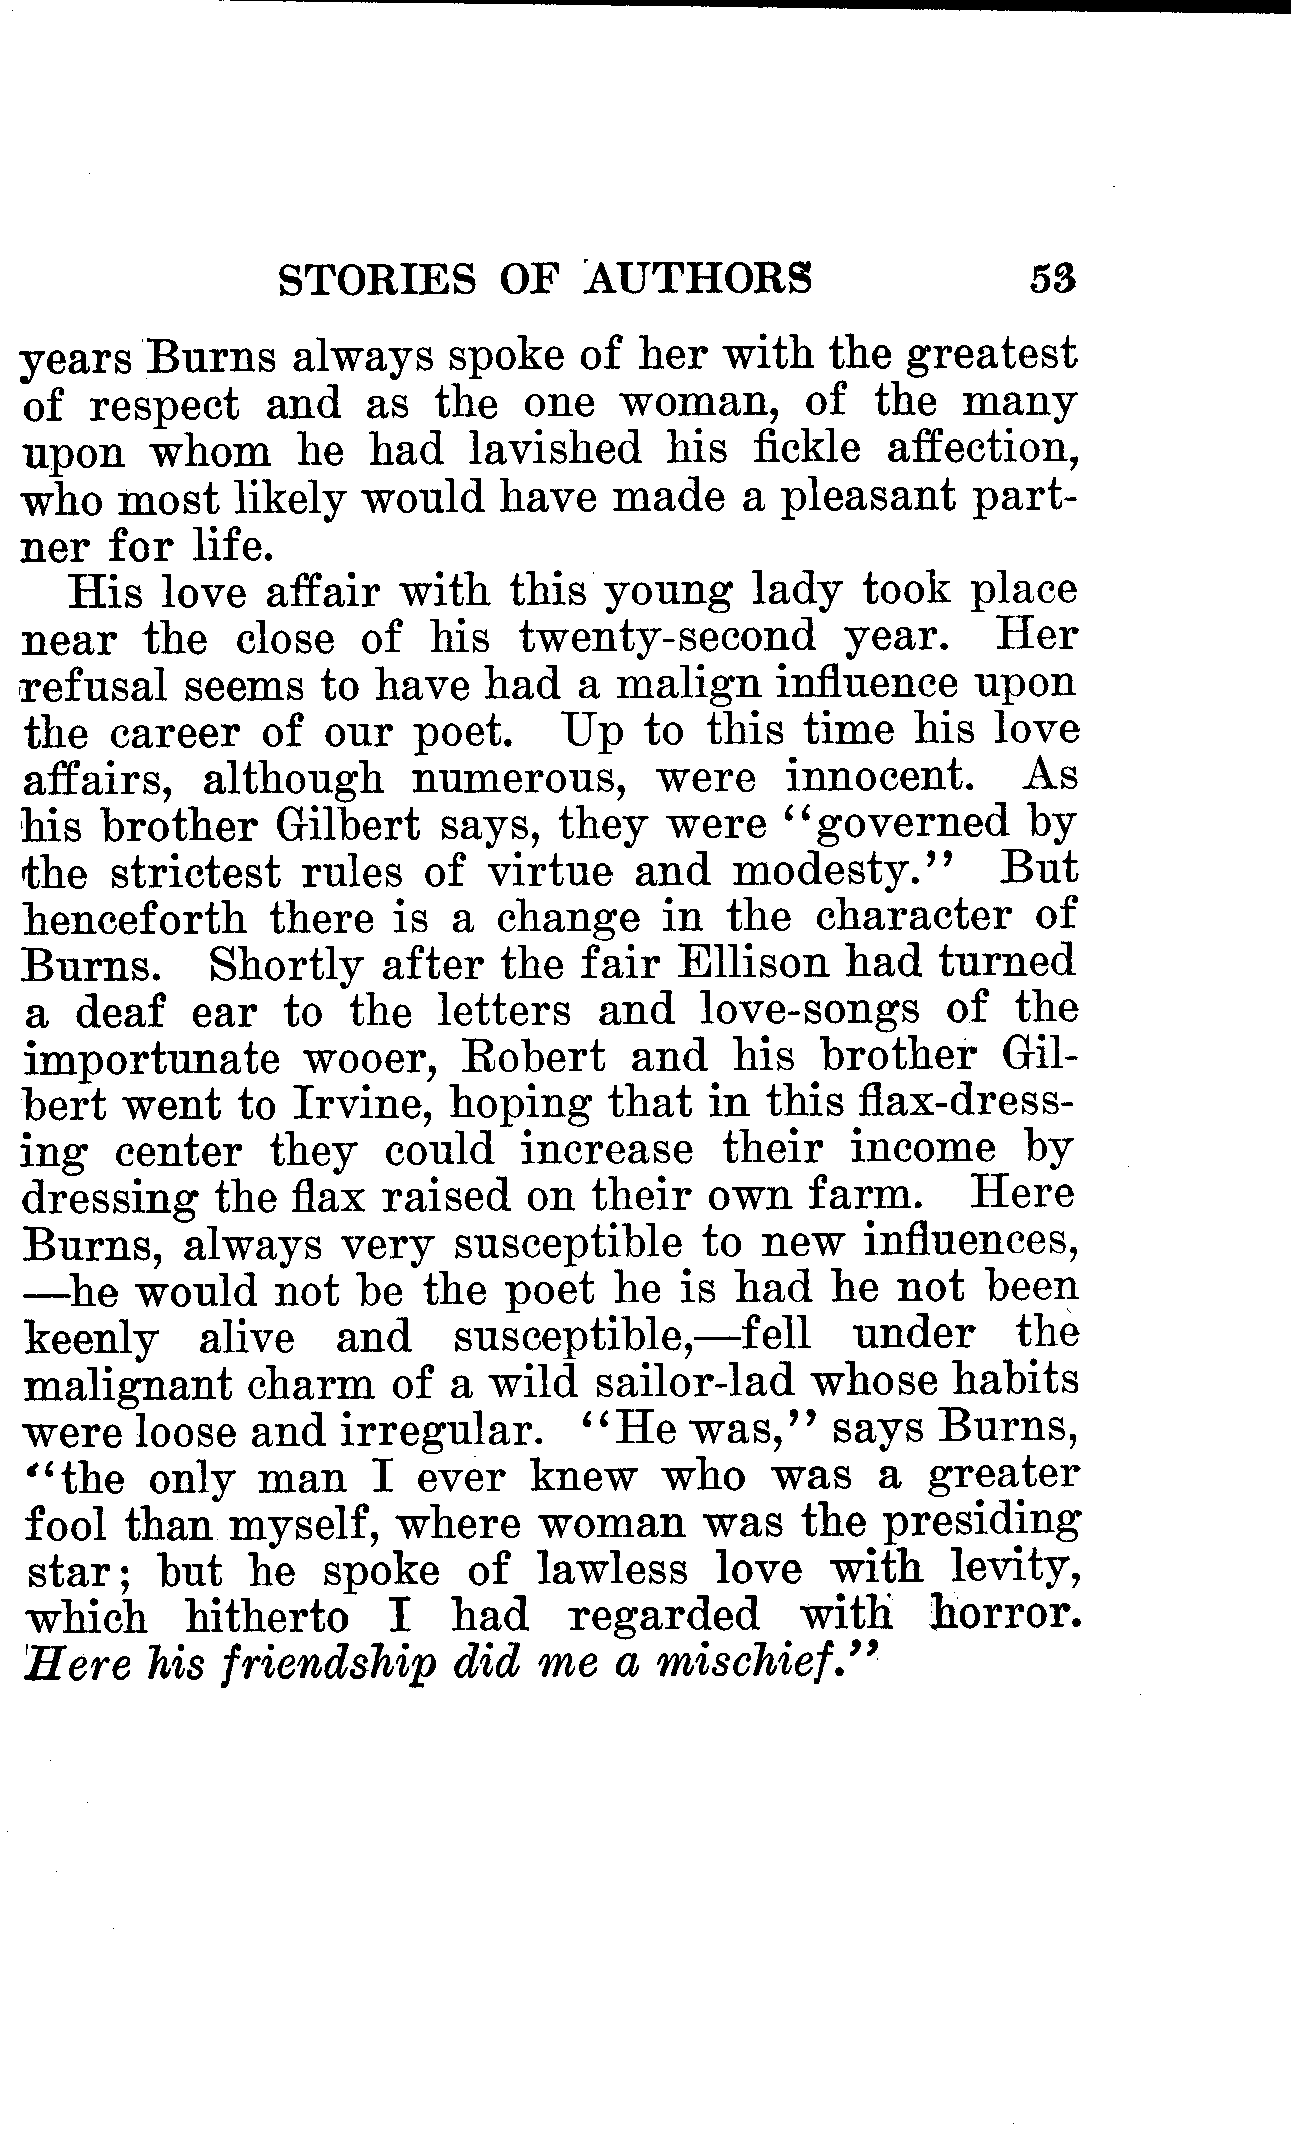 STORIES OF AUTHORS 53
years Burns always spoke of her with the greatest
of respect and as the one woman, of the many
upon whom he had lavished his fickle affection,
who most likely would have made a pleasant part-
ner for life.
His love affair with this young lady took place
near the close of his twenty-second year. Her
refusal seems to have had a malign influence upon
the career of our poet. Up to this time his love
affairs, although numerous, were innocent. As
his brother Gilbert says, they were "governed by
the strictest rules of virtue and modesty." But
henceforth there is a change in the character of
Burns. Shortly after the fair Ellison had turned
a deaf ear to the letters and love-songs of the
importunate wooer, Robert and his brother Gil-
bert went to Irvine, hoping that in this flax-dress-
ing center they could increase their income by
dressing the flax raised on their own farm. Here
Burns, always very susceptible to new influences,
—he would not be the poet he is had he not been
keenly alive and susceptible,—fell under the
malignant charm of a wild sailor-lad whose habits
were loose and irregular. "He was," says Burns,
"the only man I ever knew who was a greater
fool than myself, where woman was the presiding
star; but he spoke of lawless love with levity,
which hitherto I had regarded with horror.
Here his friendship did me a mischief."